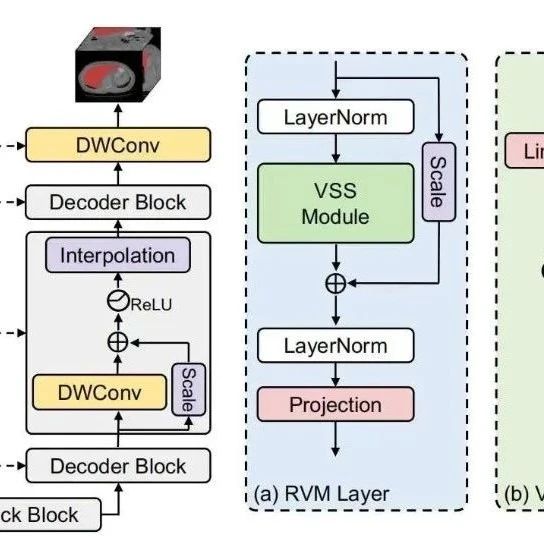 DWConv
Decoder Block
Interpolation
ReLU
DWConv
Scale
Decoder Block
ck Block
LayerNorm
VSS
Module
Scale
LayerNorm
Projection
(a) RVM Layer
(b) V